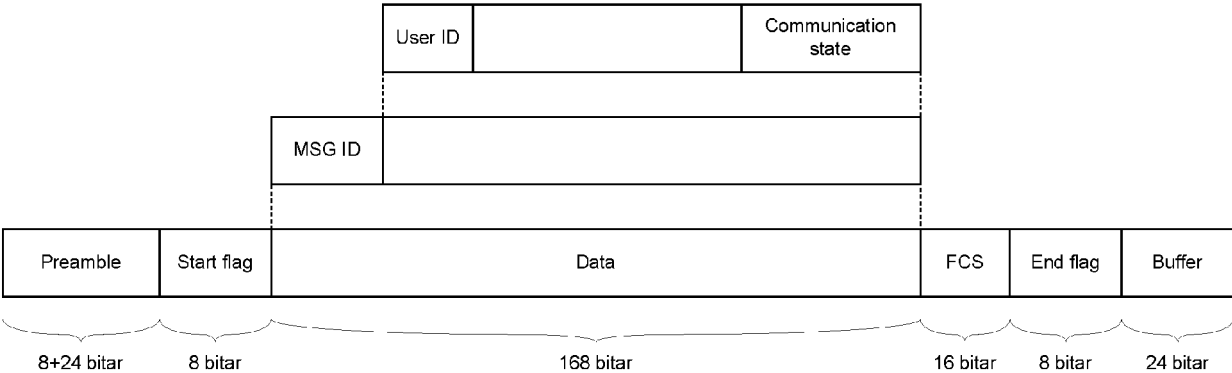 User ID
Communication
state
MSG ID
Preamble
Start flag
Data
FCS
End flag
Buffer
8+24 bitar
8 bitar
168 bitar
16 bitar
8 bitar
24 bitar